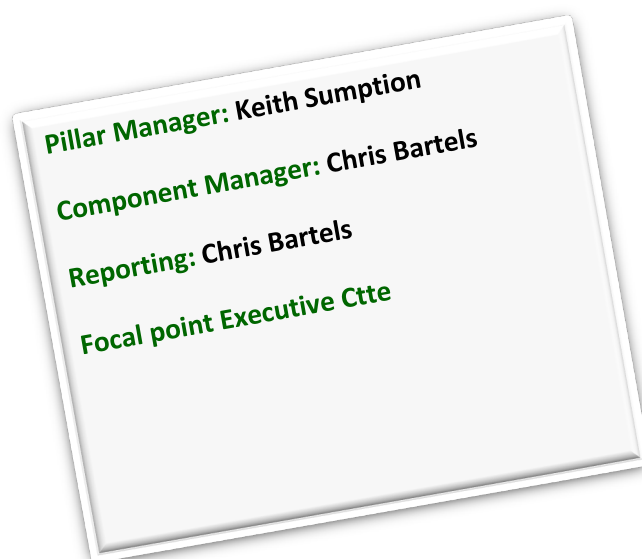 Pillar Manager: Keith Sumption
Component Manager: Chris Bartels
Reporting: Chris Bartels
Focal point Executive Ctte